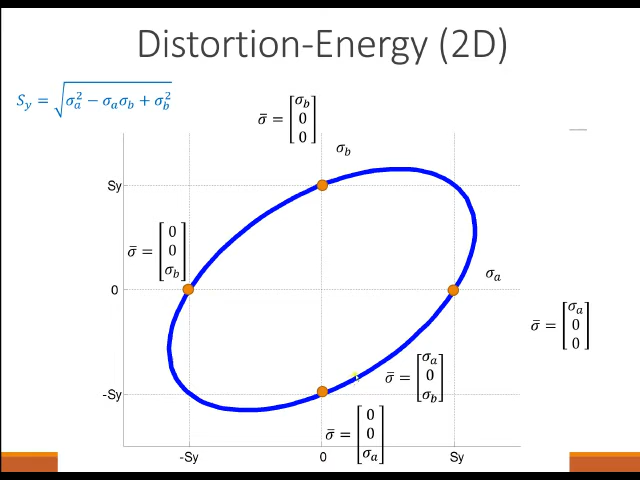 Distortion-Energy (2D)
S_y = √(σ_a² − σ_aσ_b + σ_b²)
σ̄ = [σ_b 0 0]
σ_b
Sy
σ̄ = [0 0 σ_b]
σ_a
0
σ̄ = [σ_a 0 0]
σ̄ = [σ_a 0 σ_b]
-Sy
σ̄ = [0 0 σ_a]
-Sy 0 Sy